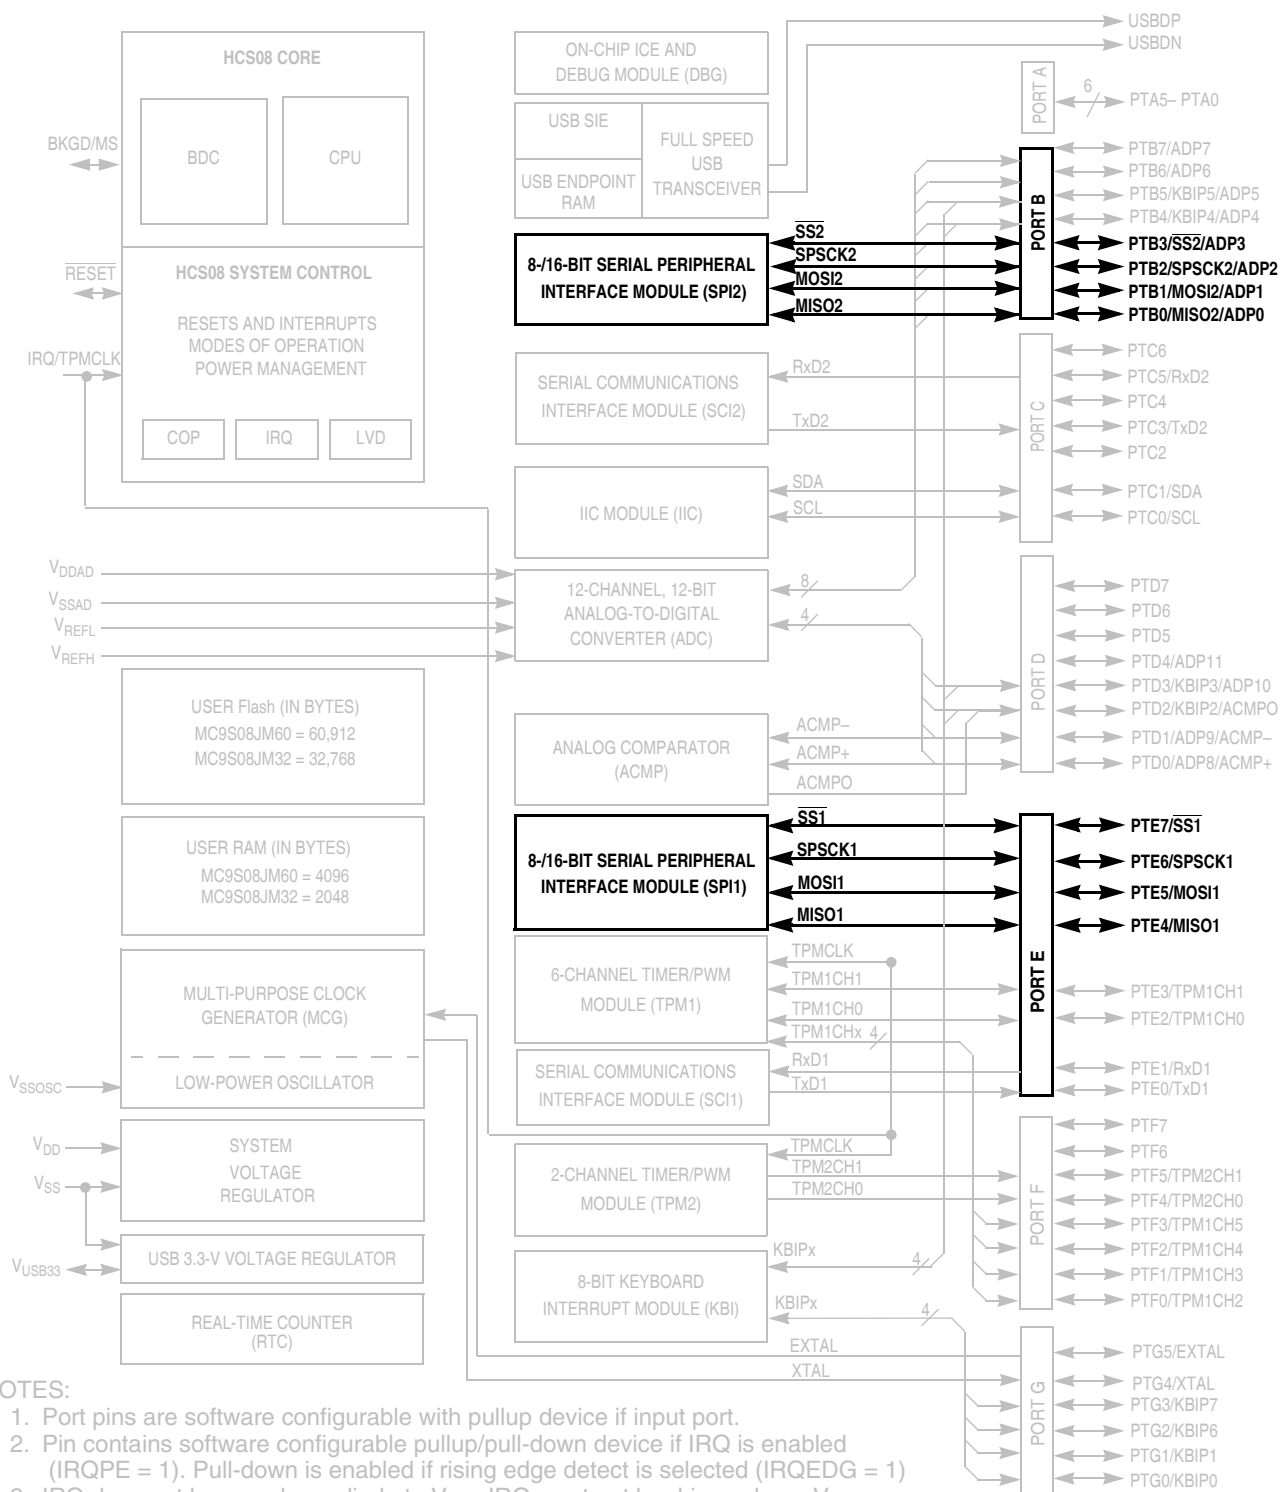 HCS08 CORE
BDC
CPU
BKGD/MS
RESET
HCS08 SYSTEM CONTROL
RESETS AND INTERRUPTS
MODES OF OPERATION
POWER MANAGEMENT
IRQ/TPMCLK
COP
IRQ
LVD
VDDAD
VSSAD
VREFL
VREFH
USER Flash (IN BYTES)
MC9S08JM60 = 60,912
MC9S08JM32 = 32,768
USER RAM (IN BYTES)
MC9S08JM60 = 4096
MC9S08JM32 = 2048
MULTI-PURPOSE CLOCK
GENERATOR (MCG)
LOW-POWER OSCILLATOR
VSSOSC
VDD
VSS
SYSTEM
VOLTAGE
REGULATOR
USB 3.3-V VOLTAGE REGULATOR
VUSB33
REAL-TIME COUNTER
(RTC)
ON-CHIP ICE AND
DEBUG MODULE (DBG)
USB SIE
USB ENDPOINT
RAM
FULL SPEED
USB
TRANSCEIVER
8-/16-BIT SERIAL PERIPHERAL
INTERFACE MODULE (SPI2)
SS2
SPSCK2
MOSI2
MISO2
SERIAL COMMUNICATIONS
INTERFACE MODULE (SCI2)
RxD2
TxD2
IIC MODULE (IIC)
SDA
SCL
12-CHANNEL, 12-BIT
ANALOG-TO-DIGITAL
CONVERTER (ADC)
8
4
ANALOG COMPARATOR
(ACMP)
ACMP–
ACMP+
ACMPO
8-/16-BIT SERIAL PERIPHERAL
INTERFACE MODULE (SPI1)
SS1
SPSCK1
MOSI1
MISO1
6-CHANNEL TIMER/PWM
MODULE (TPM1)
TPMCLK
TPM1CH1
TPM1CH0
TPM1CHx 4
SERIAL COMMUNICATIONS
INTERFACE MODULE (SCI1)
RxD1
TxD1
2-CHANNEL TIMER/PWM
MODULE (TPM2)
TPMCLK
TPM2CH1
TPM2CH0
8-BIT KEYBOARD
INTERRUPT MODULE (KBI)
KBIPx
4
KBIPx
4
EXTAL
XTAL
USBDP
USBDN
PORT A
6
PTA5– PTA0
PORT B
PTB7/ADP7
PTB6/ADP6
PTB5/KBIP5/ADP5
PTB4/KBIP4/ADP4
PTB3/SS2/ADP3
PTB2/SPSCK2/ADP2
PTB1/MOSI2/ADP1
PTB0/MISO2/ADP0
PORT C
PTC6
PTC5/RxD2
PTC4
PTC3/TxD2
PTC2
PTC1/SDA
PTC0/SCL
PORT D
PTD7
PTD6
PTD5
PTD4/ADP11
PTD3/KBIP3/ADP10
PTD2/KBIP2/ACMPO
PTD1/ADP9/ACMP–
PTD0/ADP8/ACMP+
PORT E
PTE7/SS1
PTE6/SPSCK1
PTE5/MOSI1
PTE4/MISO1
PTE3/TPM1CH1
PTE2/TPM1CH0
PTE1/RxD1
PTE0/TxD1
PORT F
PTF7
PTF6
PTF5/TPM2CH1
PTF4/TPM2CH0
PTF3/TPM1CH5
PTF2/TPM1CH4
PTF1/TPM1CH3
PTF0/TPM1CH2
PORT G
PTG5/EXTAL
PTG4/XTAL
PTG3/KBIP7
PTG2/KBIP6
PTG1/KBIP1
PTG0/KBIP0
OTES:
1. Port pins are software configurable with pullup device if input port.
2. Pin contains software configurable pullup/pull-down device if IRQ is enabled
(IRQPE = 1). Pull-down is enabled if rising edge detect is selected (IRQEDG = 1)